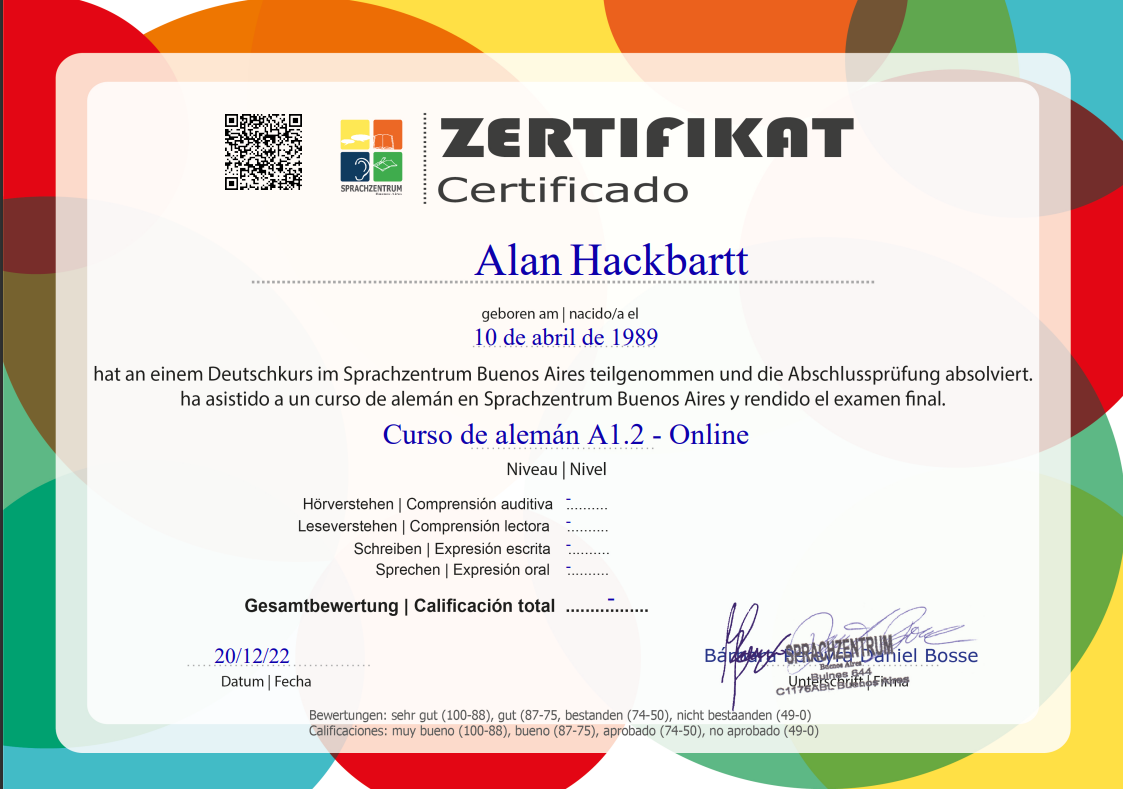 ZERTIFIKAT
SPRACHZENTRUM
Certificado
Alan Hackbartt
geboren am | nacido/a el
10 de abril de 1989
hat an einem Deutschkurs im Sprachzentrum Buenos Aires teilgenommen und die Abschlussprüfung absolviert.
ha asistido a un curso de alemán en Sprachzentrum Buenos Aires y rendido el examen final.
Curso de alemán A1.2 - Online
Niveau | Nivel
Hörverstehen | Comprensión auditiva -..........
Leseverstehen | Comprensión lectora -..........
Schreiben | Expresión escrita -..........
Sprechen | Expresión oral -..........
Gesamtbewertung | Calificación total ........-........
20/12/22
Daniel Bosse
SPRACHZENTRUM
Buenos Aires
Bulnes 644
C1176ABL Buenos Aires
Datum | Fecha
Unterschrift | Firma
Bewertungen: sehr gut (100-88), gut (87-75, bestanden (74-50), nicht bestaanden (49-0)
Calificaciones: muy bueno (100-88), bueno (87-75), aprobado (74-50), no aprobado (49-0)